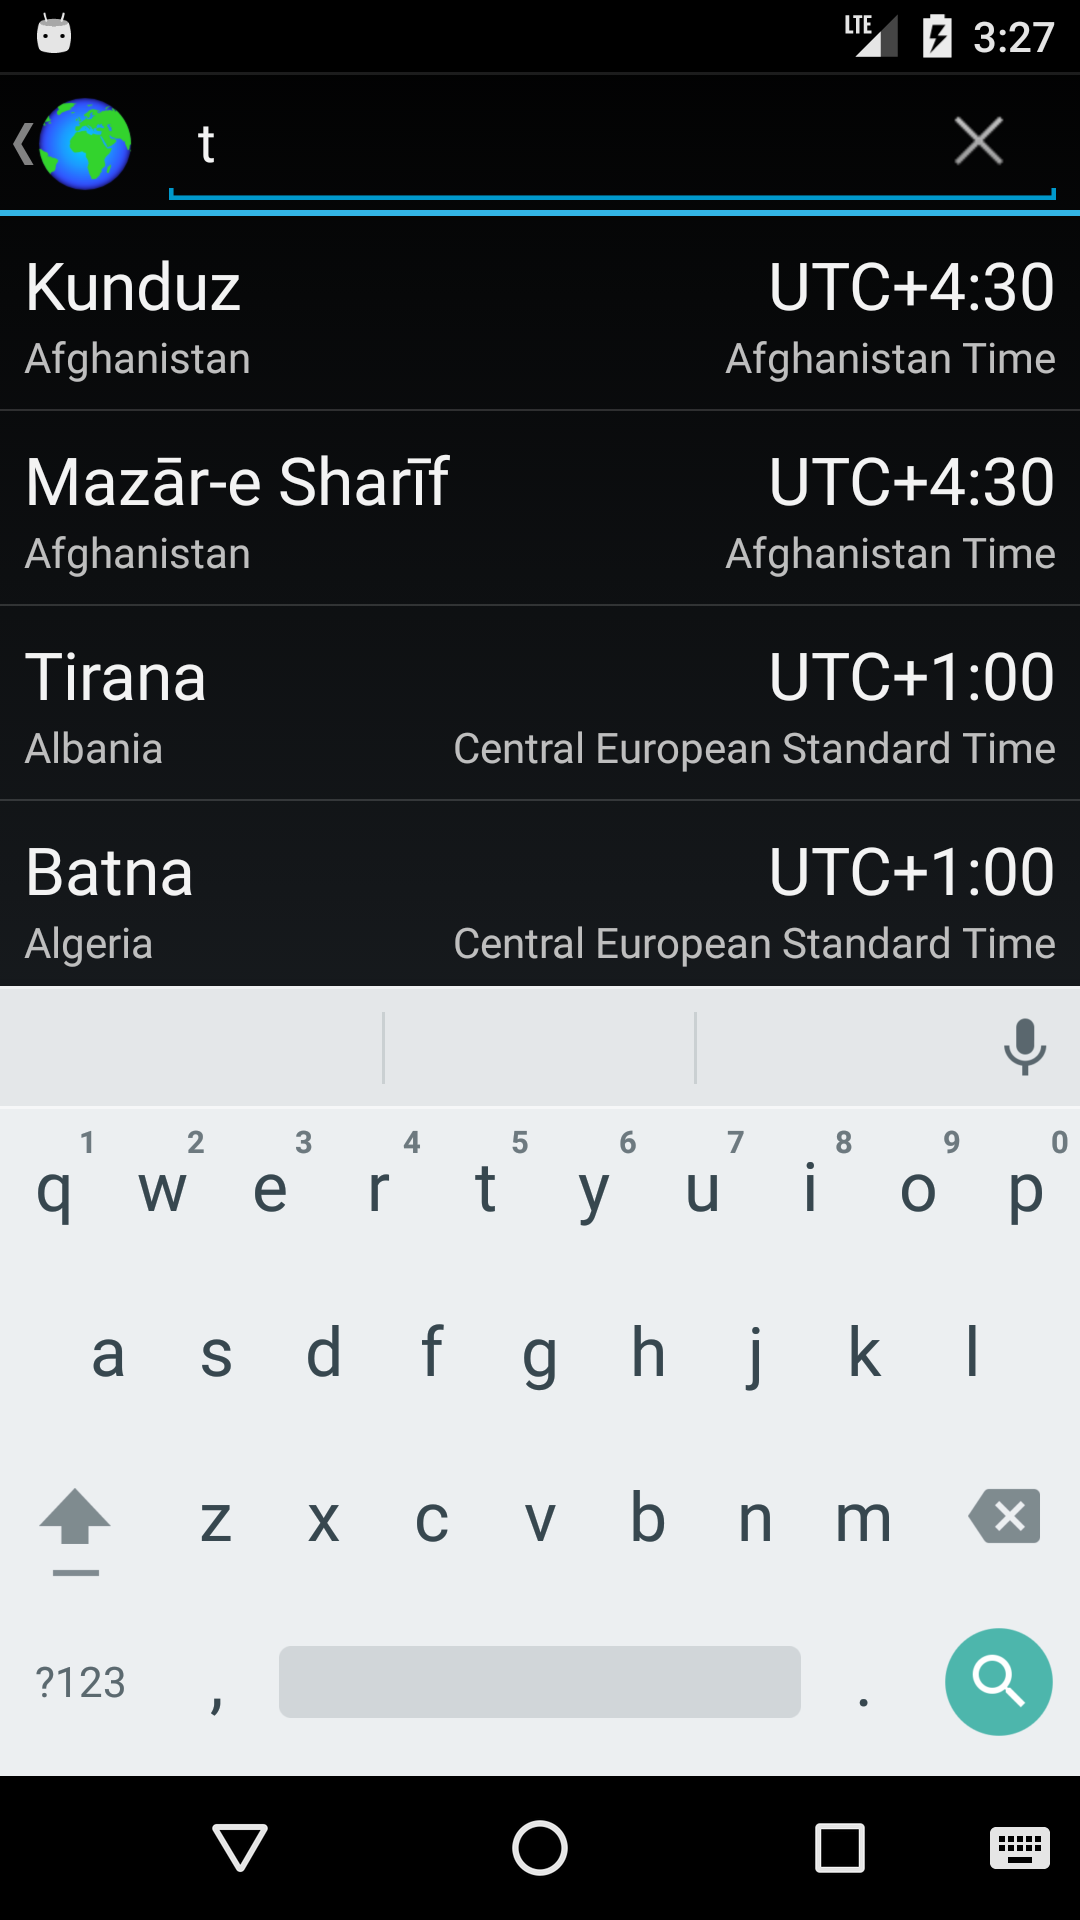 LTE 3:27
t
Kunduz UTC+4:30
Afghanistan Afghanistan Time
Mazār-e Sharīf UTC+4:30
Afghanistan Afghanistan Time
Tirana UTC+1:00
Albania Central European Standard Time
Batna UTC+1:00
Algeria Central European Standard Time
1 2 3 4 5 6 7 8 9 0
q w e r t y u i o p
a s d f g h j k l
z x c v b n m
?123 , .